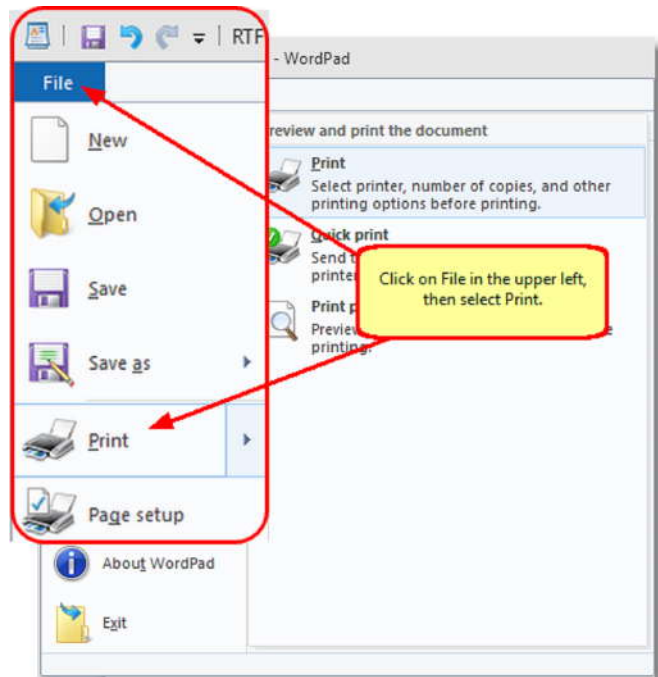 RTF
- WordPad
File
New
Open
Save
Save as
Print
Page setup
About WordPad
Exit
review and print the document
Print
Select printer, number of copies, and other
printing options before printing.
Quick print
Send
printer
Print
printing.
Click on File in the upper left,
then select Print.